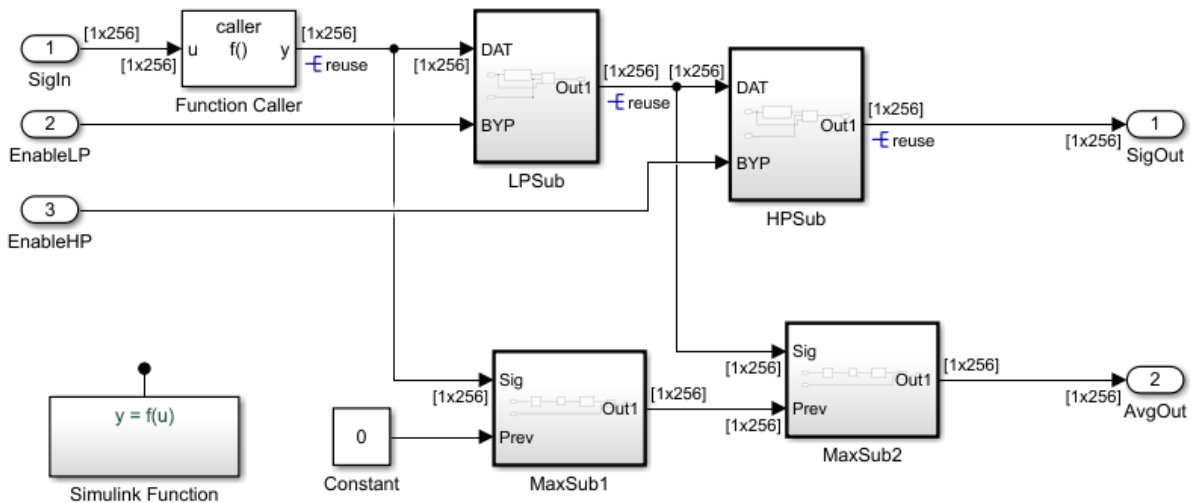 1
[1x256]
SigIn
[1x256]
u
caller
f()
y
Function Caller
[1x256]
reuse
2
EnableLP
3
EnableHP
[1x256]
DAT
BYP
Out1
LPSub
[1x256]
reuse
[1x256]
DAT
BYP
Out1
HPSub
[1x256]
reuse
[1x256]
1
SigOut
y = f(u)
Simulink Function
0
Constant
[1x256]
Sig
Prev
Out1
MaxSub1
[1x256]
[1x256]
[1x256]
Sig
Prev
Out1
MaxSub2
[1x256]
[1x256]
2
AvgOut